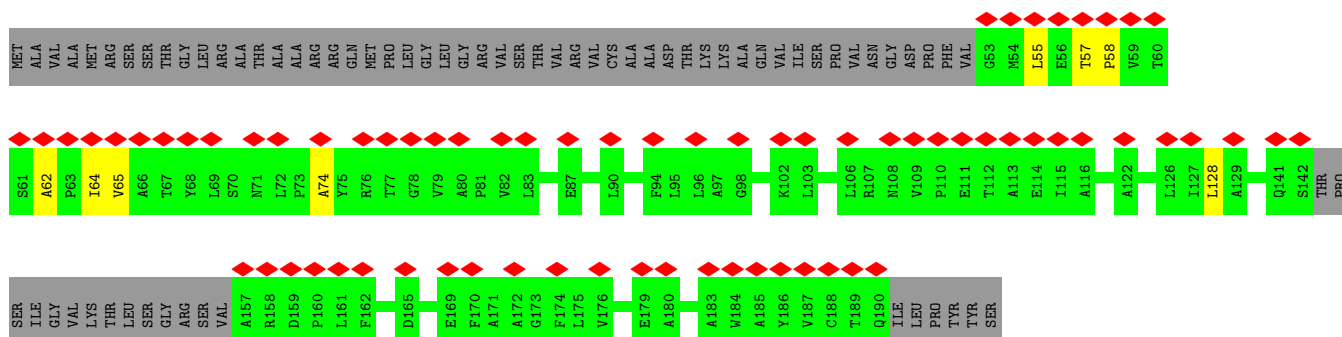 MET ALA VAL ALA MET ARG SER SER THR GLY LEU ARG ALA THR ALA ALA ARG ARG GLN MET PRO LEU GLY LEU GLY ARG VAL SER THR VAL ARG VAL CYS ALA ALA ASP THR LYS LYS ALA GLN VAL ILE SER PRO VAL ASN GLY ASP PRO PHE VAL G53 M54 L55 E56 T57 P58 V59 T60
S61 A62 P63 I64 V65 A66 T67 Y68 L69 S70 N71 L72 P73 A74 Y75 R76 T77 G78 V79 A80 P81 V82 L83 E87 L90 F94 L95 L96 A97 G98 K102 L103 L106 R107 N108 V109 P110 E111 T112 A113 E114 I115 A116 A122 L126 I127 L128 A129 Q141 S142 THR PRO
SER ILE GLY VAL LYS THR LEU SER GLY ARG SER VAL A157 R158 D159 P160 L161 F162 D165 E169 F170 A171 A172 G173 F174 L175 V176 E179 A180 A183 W184 A185 Y186 V187 C188 T189 Q190 ILE LEU PRO TYR TYR SER